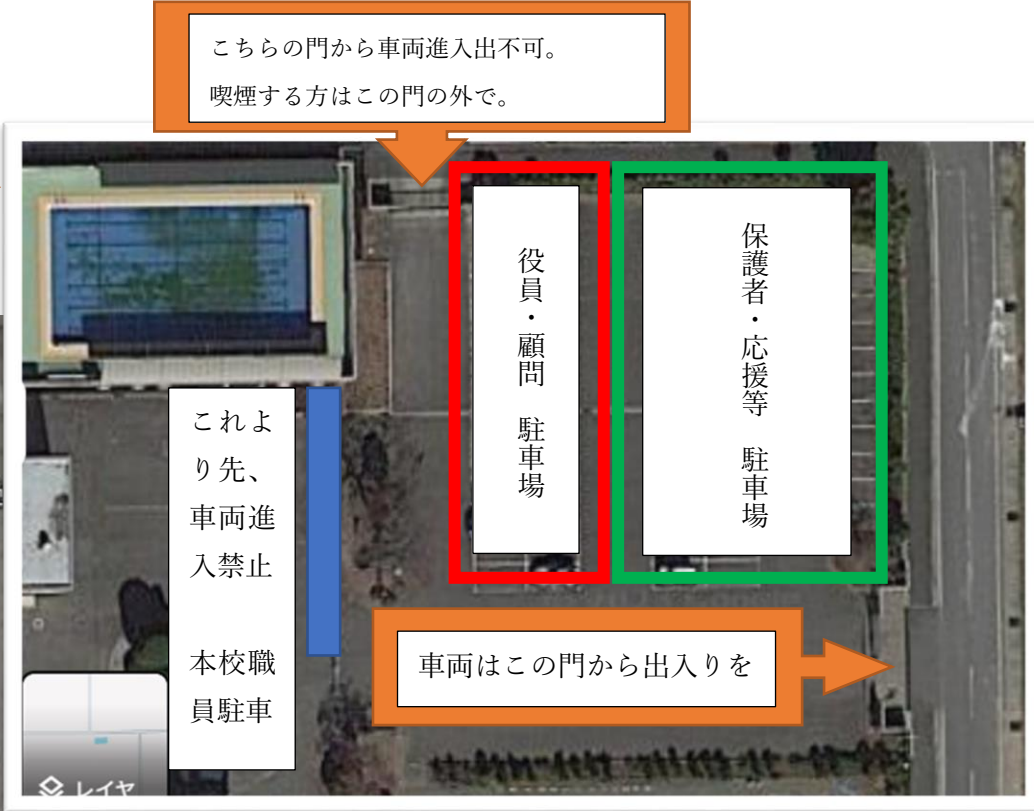 こちらの門から車両進入出不可。
喫煙する方はこの門の外で。
役員・顧問　駐車場
保護者・応援等　駐車場
これよ
り先、
車両進
入禁止
本校職
員駐車
車両はこの門から出入りを
レイヤ